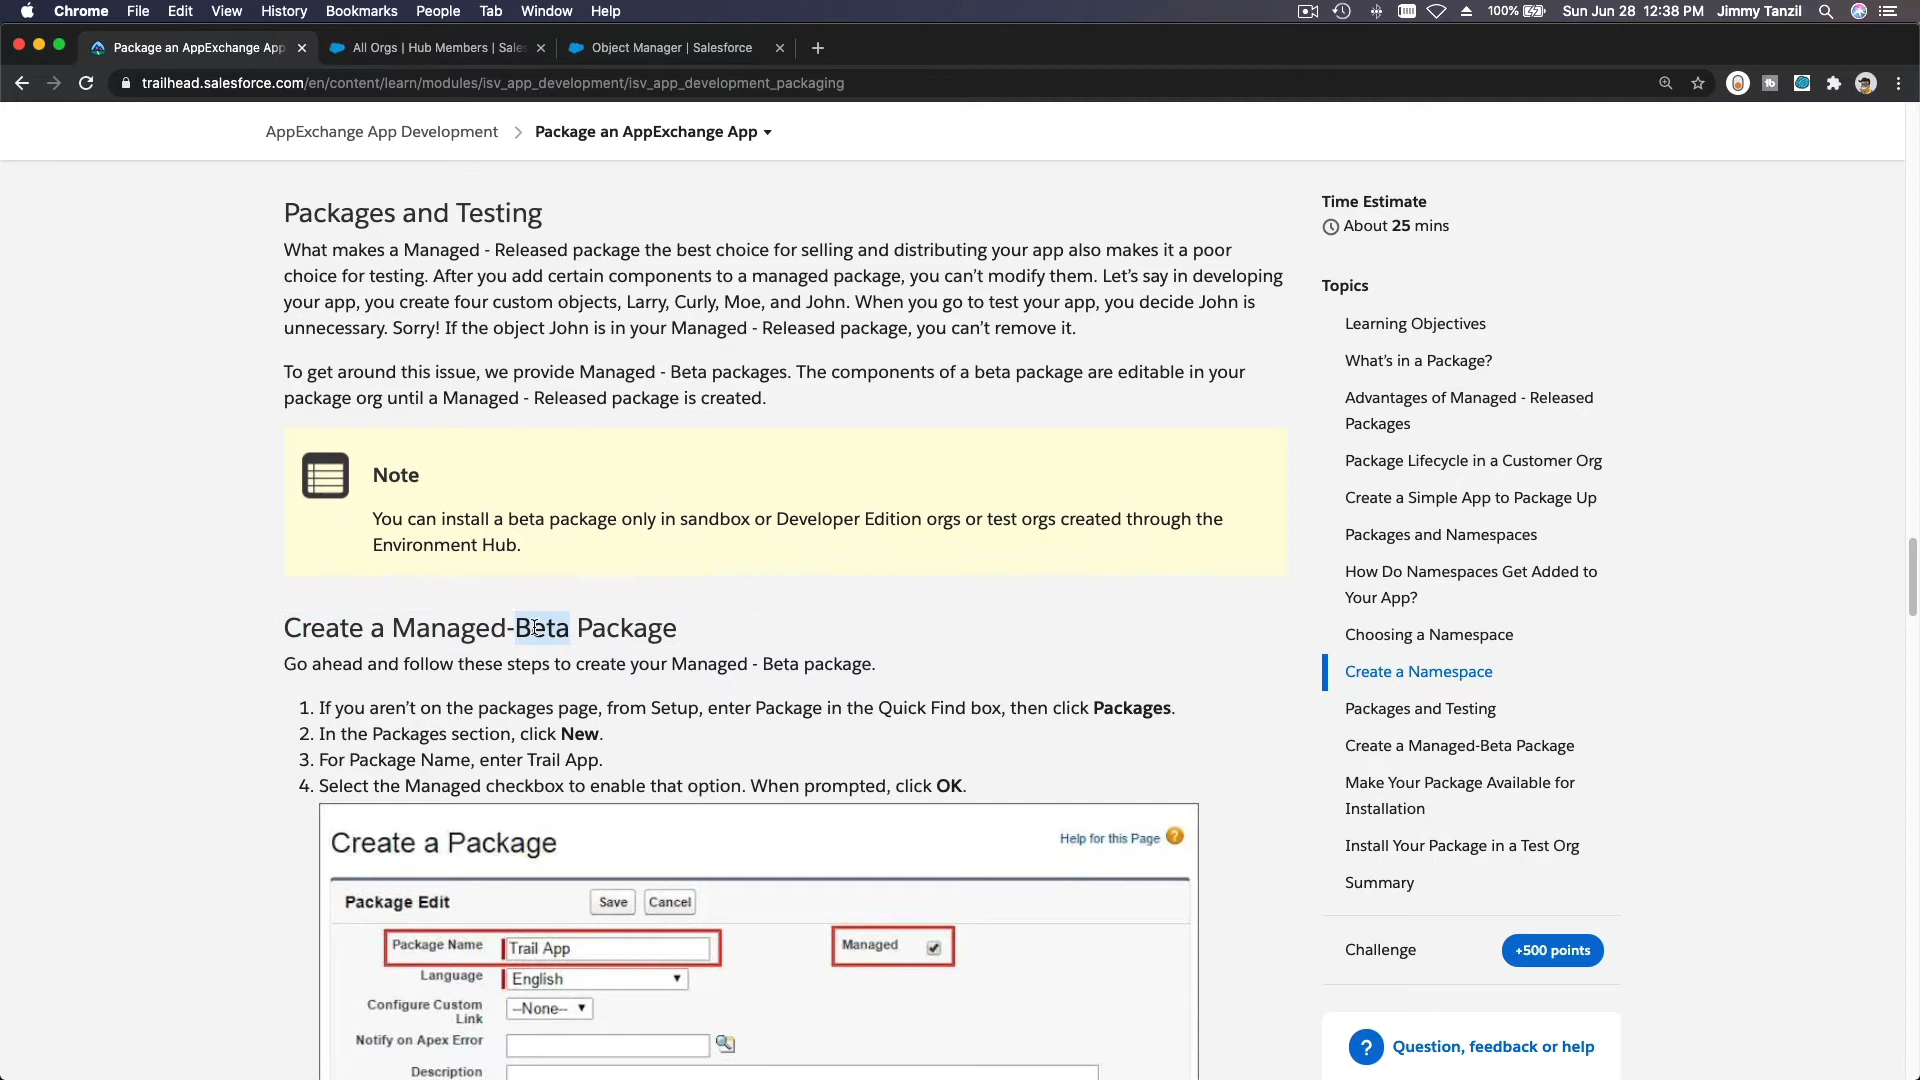 Chrome File Edit View History Bookmarks People Tab Window Help 100% Sun Jun 28 12:38 PM Jimmy Tanzil
Package an AppExchange App All Orgs | Hub Members | Sales Object Manager | Salesforce
trailhead.salesforce.com/en/content/learn/modules/isv_app_development/isv_app_development_packaging
AppExchange App Development Package an AppExchange App
Packages and Testing
What makes a Managed - Released package the best choice for selling and distributing your app also makes it a poor
choice for testing. After you add certain components to a managed package, you can't modify them. Let's say in developing
your app, you create four custom objects, Larry, Curly, Moe, and John. When you go to test your app, you decide John is
unnecessary. Sorry! If the object John is in your Managed - Released package, you can't remove it.
To get around this issue, we provide Managed - Beta packages. The components of a beta package are editable in your
package org until a Managed - Released package is created.
Note
You can install a beta package only in sandbox or Developer Edition orgs or test orgs created through the
Environment Hub.
Create a Managed-Beta Package
Go ahead and follow these steps to create your Managed - Beta package.
1. If you aren't on the packages page, from Setup, enter Package in the Quick Find box, then click Packages.
2. In the Packages section, click New.
3. For Package Name, enter Trail App.
4. Select the Managed checkbox to enable that option. When prompted, click OK.
Create a Package
Help for this Page ?
Package Edit Save Cancel
Package Name Trail App Managed
Language English
Configure Custom
Link
--None--
Notify on Apex Error
Description
Time Estimate
About 25 mins
Topics
Learning Objectives
What's in a Package?
Advantages of Managed - Released
Packages
Package Lifecycle in a Customer Org
Create a Simple App to Package Up
Packages and Namespaces
How Do Namespaces Get Added to
Your App?
Choosing a Namespace
Create a Namespace
Packages and Testing
Create a Managed-Beta Package
Make Your Package Available for
Installation
Install Your Package in a Test Org
Summary
Challenge +500 points
? Question, feedback or help